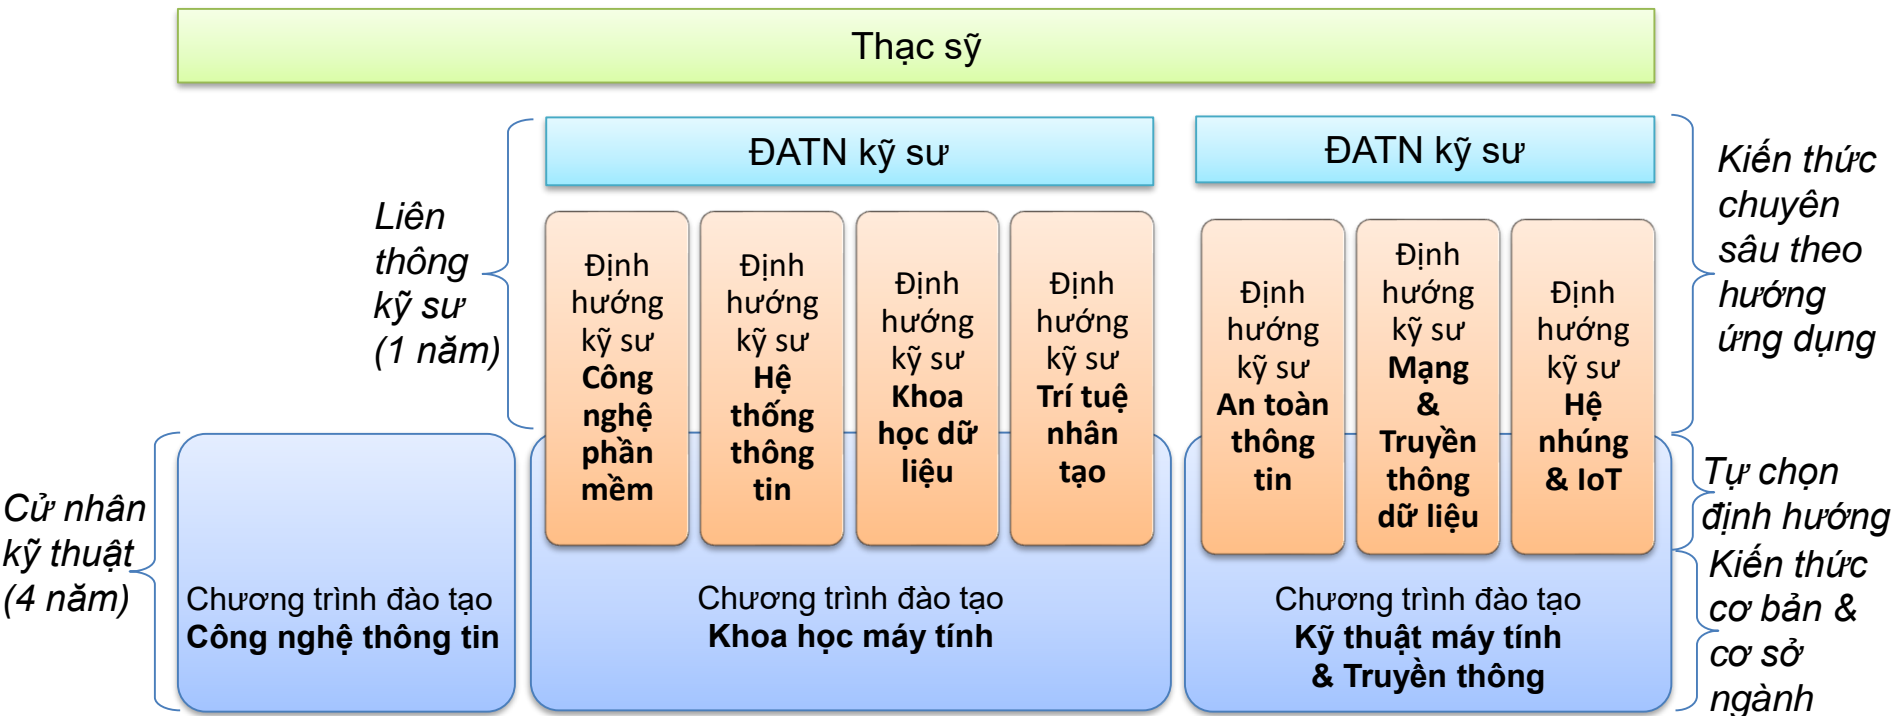 Thạc sỹ
ĐATN kỹ sư
ĐATN kỹ sư
Liên
thông
kỹ sư
(1 năm)
Định
hướng
kỹ sư
Công
nghệ
phần
mềm
Định
hướng
kỹ sư
Hệ
thống
thông
tin
Định
hướng
kỹ sư
Khoa
học dữ
liệu
Định
hướng
kỹ sư
Trí tuệ
nhân
tạo
Định
hướng
kỹ sư
An toàn
thông
tin
Định
hướng
kỹ sư
Mạng
&
Truyền
thông
dữ liệu
Định
hướng
kỹ sư
Hệ
nhúng
& IoT
Kiến thức
chuyên
sâu theo
hướng
ứng dụng
Cử nhân
kỹ thuật
(4 năm)
Chương trình đào tạo
Công nghệ thông tin
Chương trình đào tạo
Khoa học máy tính
Chương trình đào tạo
Kỹ thuật máy tính
& Truyền thông
Tự chọn
định hướng
Kiến thức
cơ bản &
cơ sở
ngành